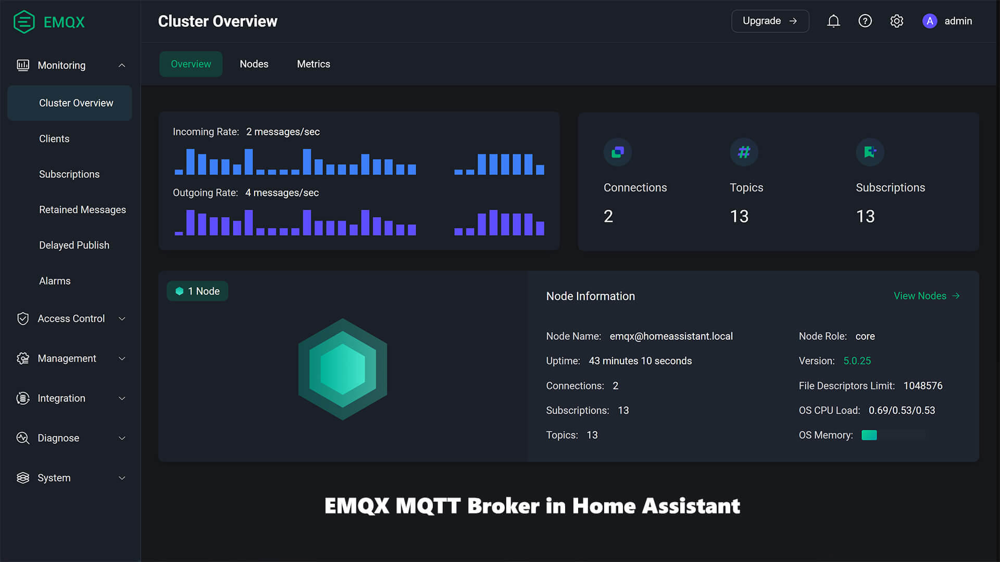 EMQX
Cluster Overview
Upgrade →
?
A
admin
Monitoring
Cluster Overview
Clients
Subscriptions
Retained Messages
Delayed Publish
Alarms
Access Control
Management
Integration
Diagnose
System
Overview
Nodes
Metrics
Incoming Rate: 2 messages/sec
Outgoing Rate: 4 messages/sec
#
Connections
Topics
Subscriptions
2
13
13
1 Node
Node Information
View Nodes →
Node Name: emqx@homeassistant.local
Node Role: core
Uptime: 43 minutes 10 seconds
Version: 5.0.25
Connections: 2
File Descriptors Limit: 1048576
Subscriptions: 13
OS CPU Load: 0.69/0.53/0.53
Topics: 13
OS Memory:
EMQX MQTT Broker in Home Assistant